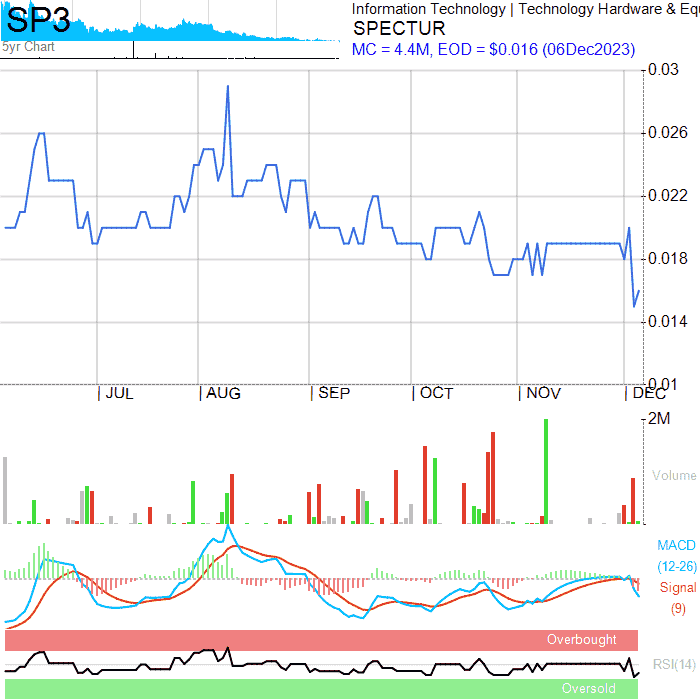 SP3
5yr Chart
Information Technology | Technology Hardware & Equ
SPECTUR
MC = 4.4M, EOD = $0.016 (06Dec2023)
0.03
0.026
0.022
0.018
0.014
0.01
| JUL | AUG | SEP | OCT | NOV | DEC
2M
Volume
MACD
(12-26)
Signal
(9)
Overbought
RSI(14)
Oversold